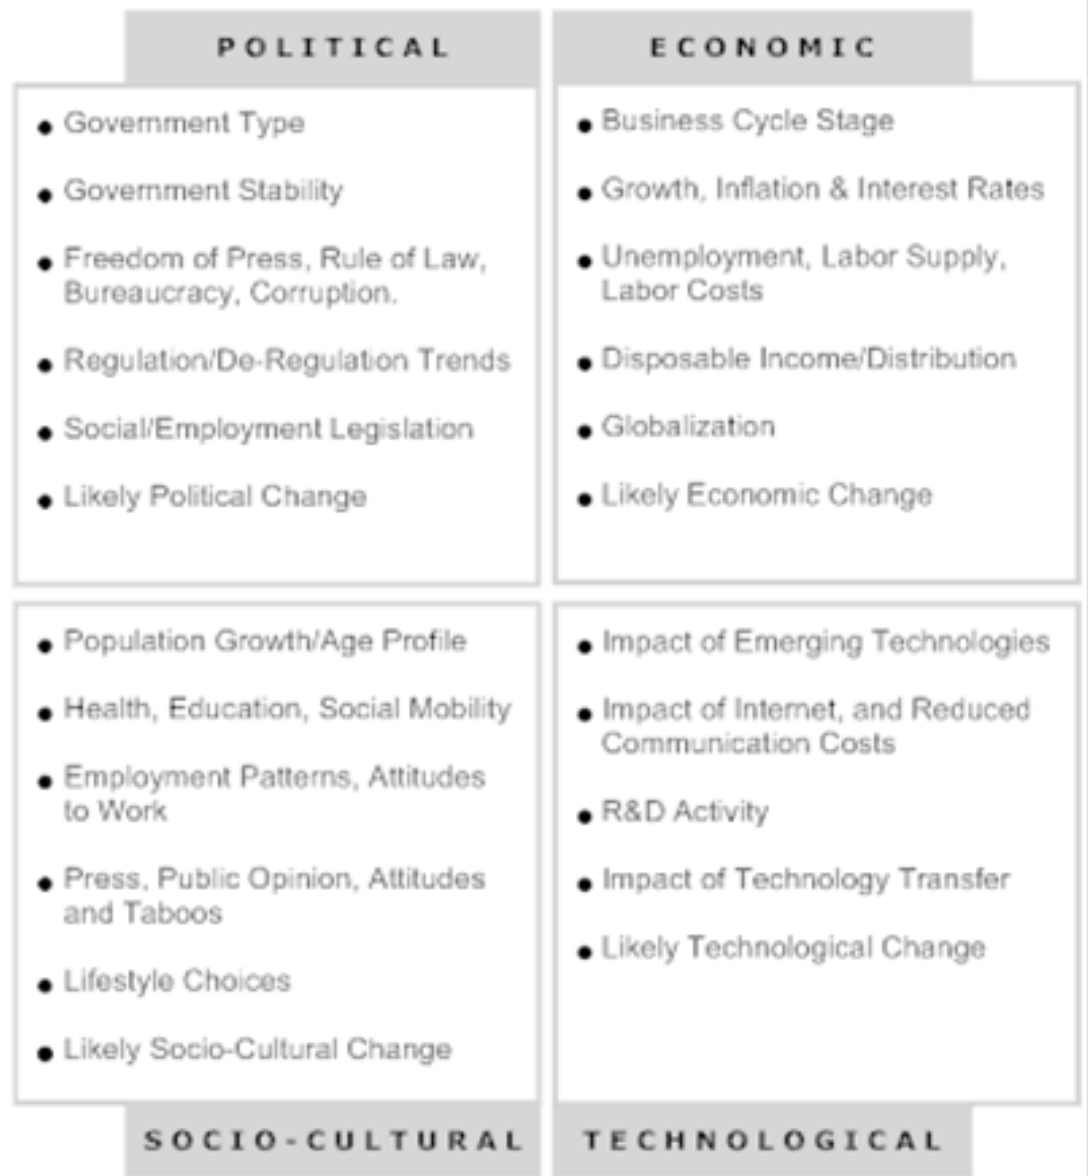 POLITICAL
• Government Type
• Government Stability
• Freedom of Press, Rule of Law,
Bureaucracy, Corruption.
• Regulation/De-Regulation Trends
• Social/Employment Legislation
• Likely Political Change
ECONOMIC
• Business Cycle Stage
• Growth, Inflation & Interest Rates
• Unemployment, Labor Supply,
Labor Costs
• Disposable Income/Distribution
• Globalization
• Likely Economic Change
• Population Growth/Age Profile
• Health, Education, Social Mobility
• Employment Patterns, Attitudes
to Work
• Press, Public Opinion, Attitudes
and Taboos
• Lifestyle Choices
• Likely Socio-Cultural Change
SOCIO-CULTURAL
• Impact of Emerging Technologies
• Impact of Internet, and Reduced
Communication Costs
• R&D Activity
• Impact of Technology Transfer
• Likely Technological Change
TECHNOLOGICAL